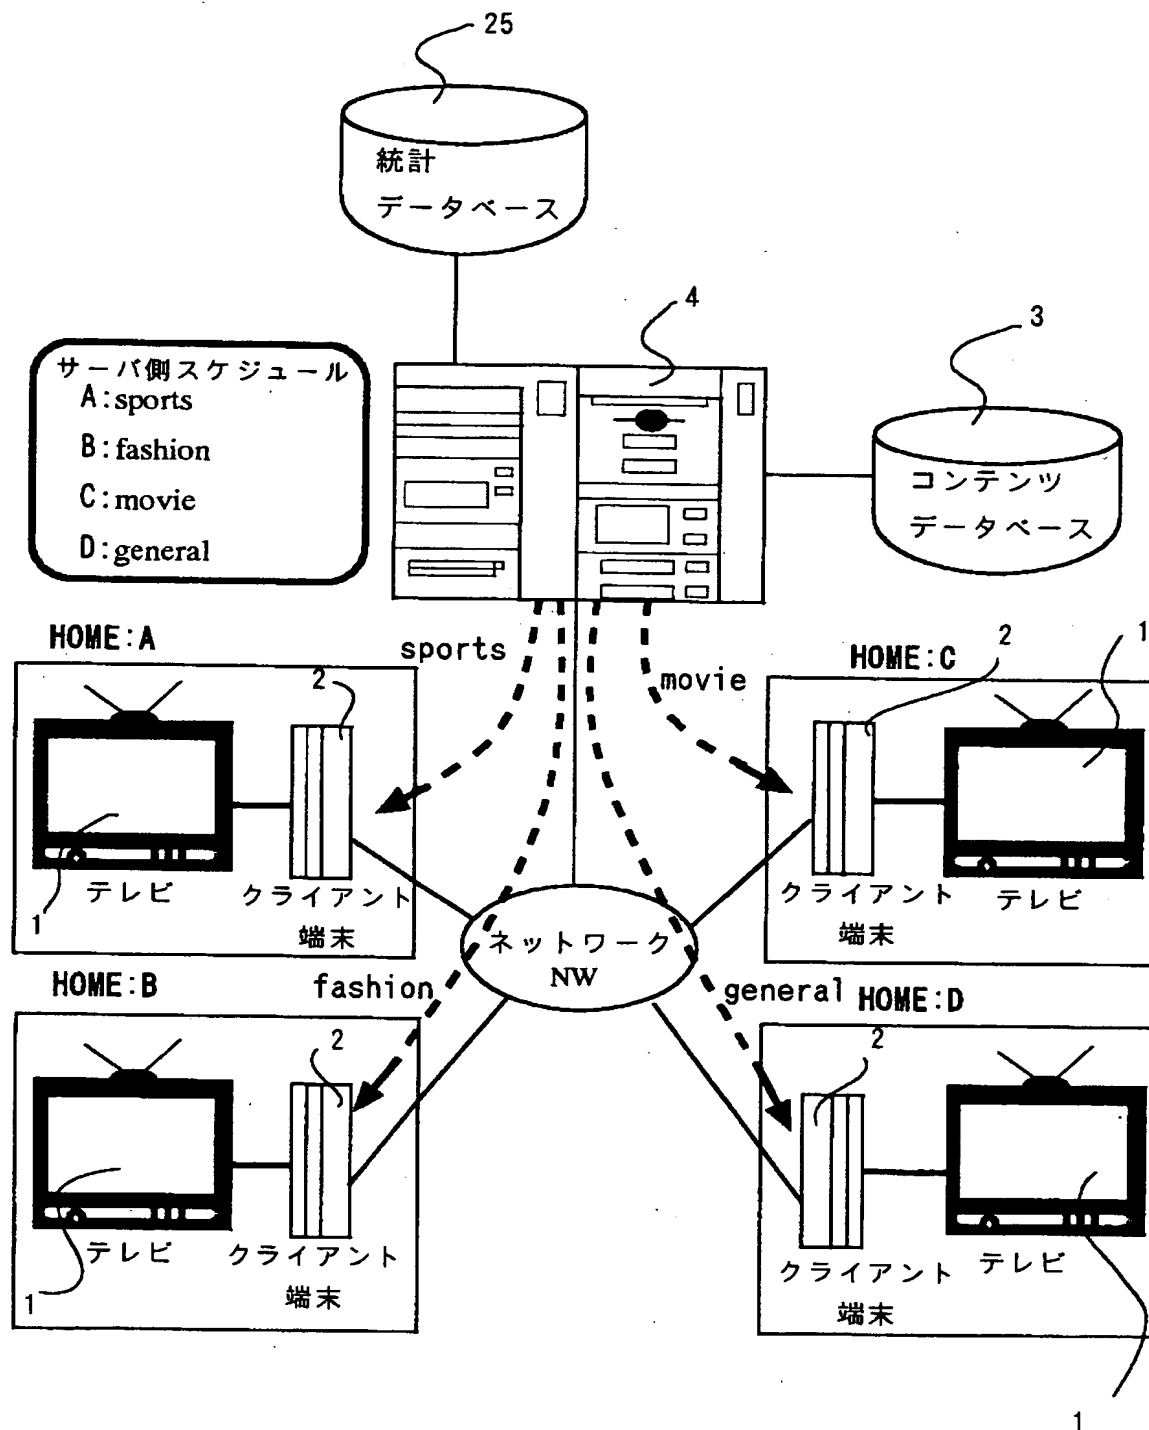 25
統計
データベース
4
3
サーバ側スケジュール
A:sports
B:fashion
C:movie
D:general
コンテンツ
データベース
HOME:A
sports
2
1
テレビ
クライアント
端末
movie
HOME:C
2
1
クライアント
端末
テレビ
ネットワーク
NW
HOME:B
fashion
2
1
テレビ
クライアント
端末
general
HOME:D
2
クライアント
端末
テレビ
1